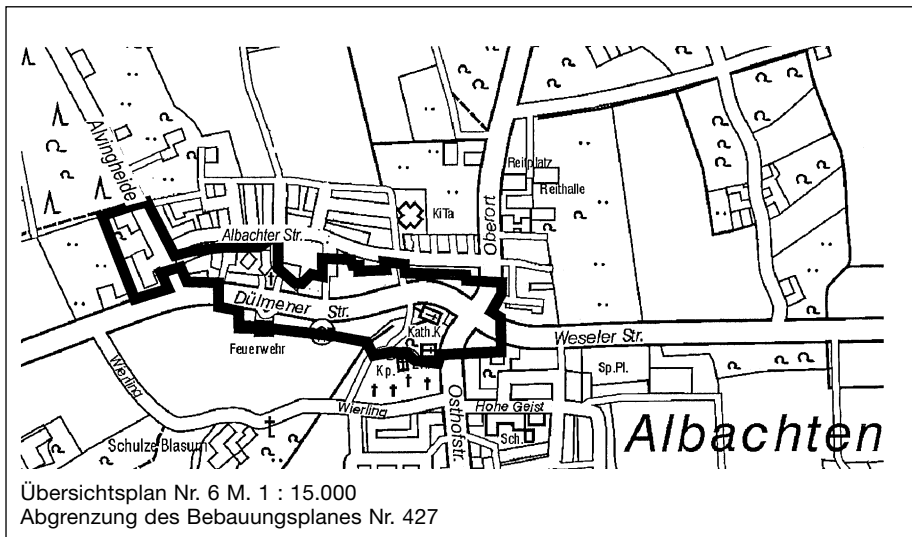 Alvingheide
Reitplatz
Reithalle
KiTa
Oberort
Albachter Str.
Dülmener Str.
Kath.K
Weseler Str.
Feuerwehr
Kp.
Sp.Pl.
Wierling
Wierling
Osthofstr.
Hohe Geist
Sch.
Schulze Blasum
Albachten
Übersichtsplan Nr. 6 M. 1 : 15.000
Abgrenzung des Bebauungsplanes Nr. 427